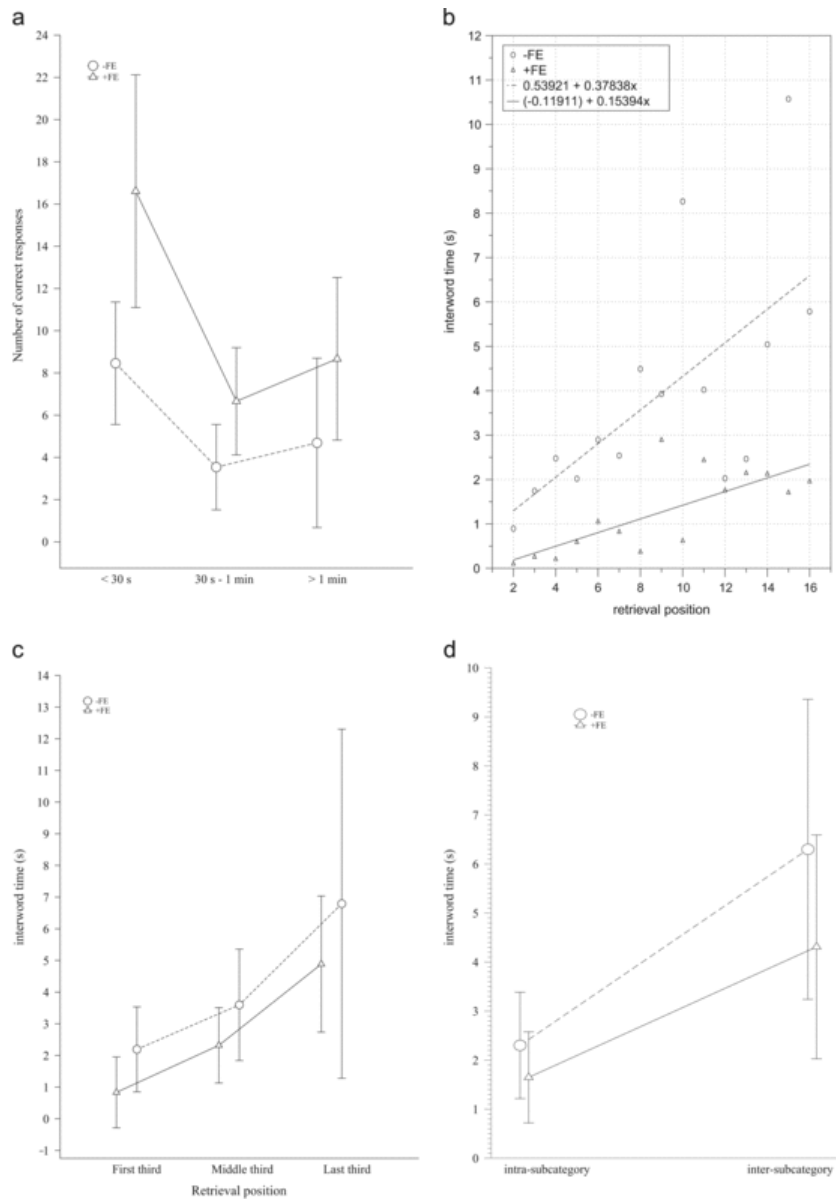 a
24
22
20
18
16
14
12
10
8
6
4
2
0
Number of correct responses
-FE
+FE
< 30 s
30 s - 1 min
> 1 min
b
12
11
10
9
8
7
6
5
4
3
2
1
0
interword time (s)
-FE
+FE
0.53921 + 0.37838x
(-0.11911) + 0.15394x
2 4 6 8 10 12 14 16
retrieval position
c
14
13
12
11
10
9
8
7
6
5
4
3
2
1
0
-1
interword time (s)
-FE
+FE
First third
Middle third
Last third
Retrieval position
d
10
9
8
7
6
5
4
3
2
1
0
interword time (s)
-FE
+FE
intra-subcategory
inter-subcategory